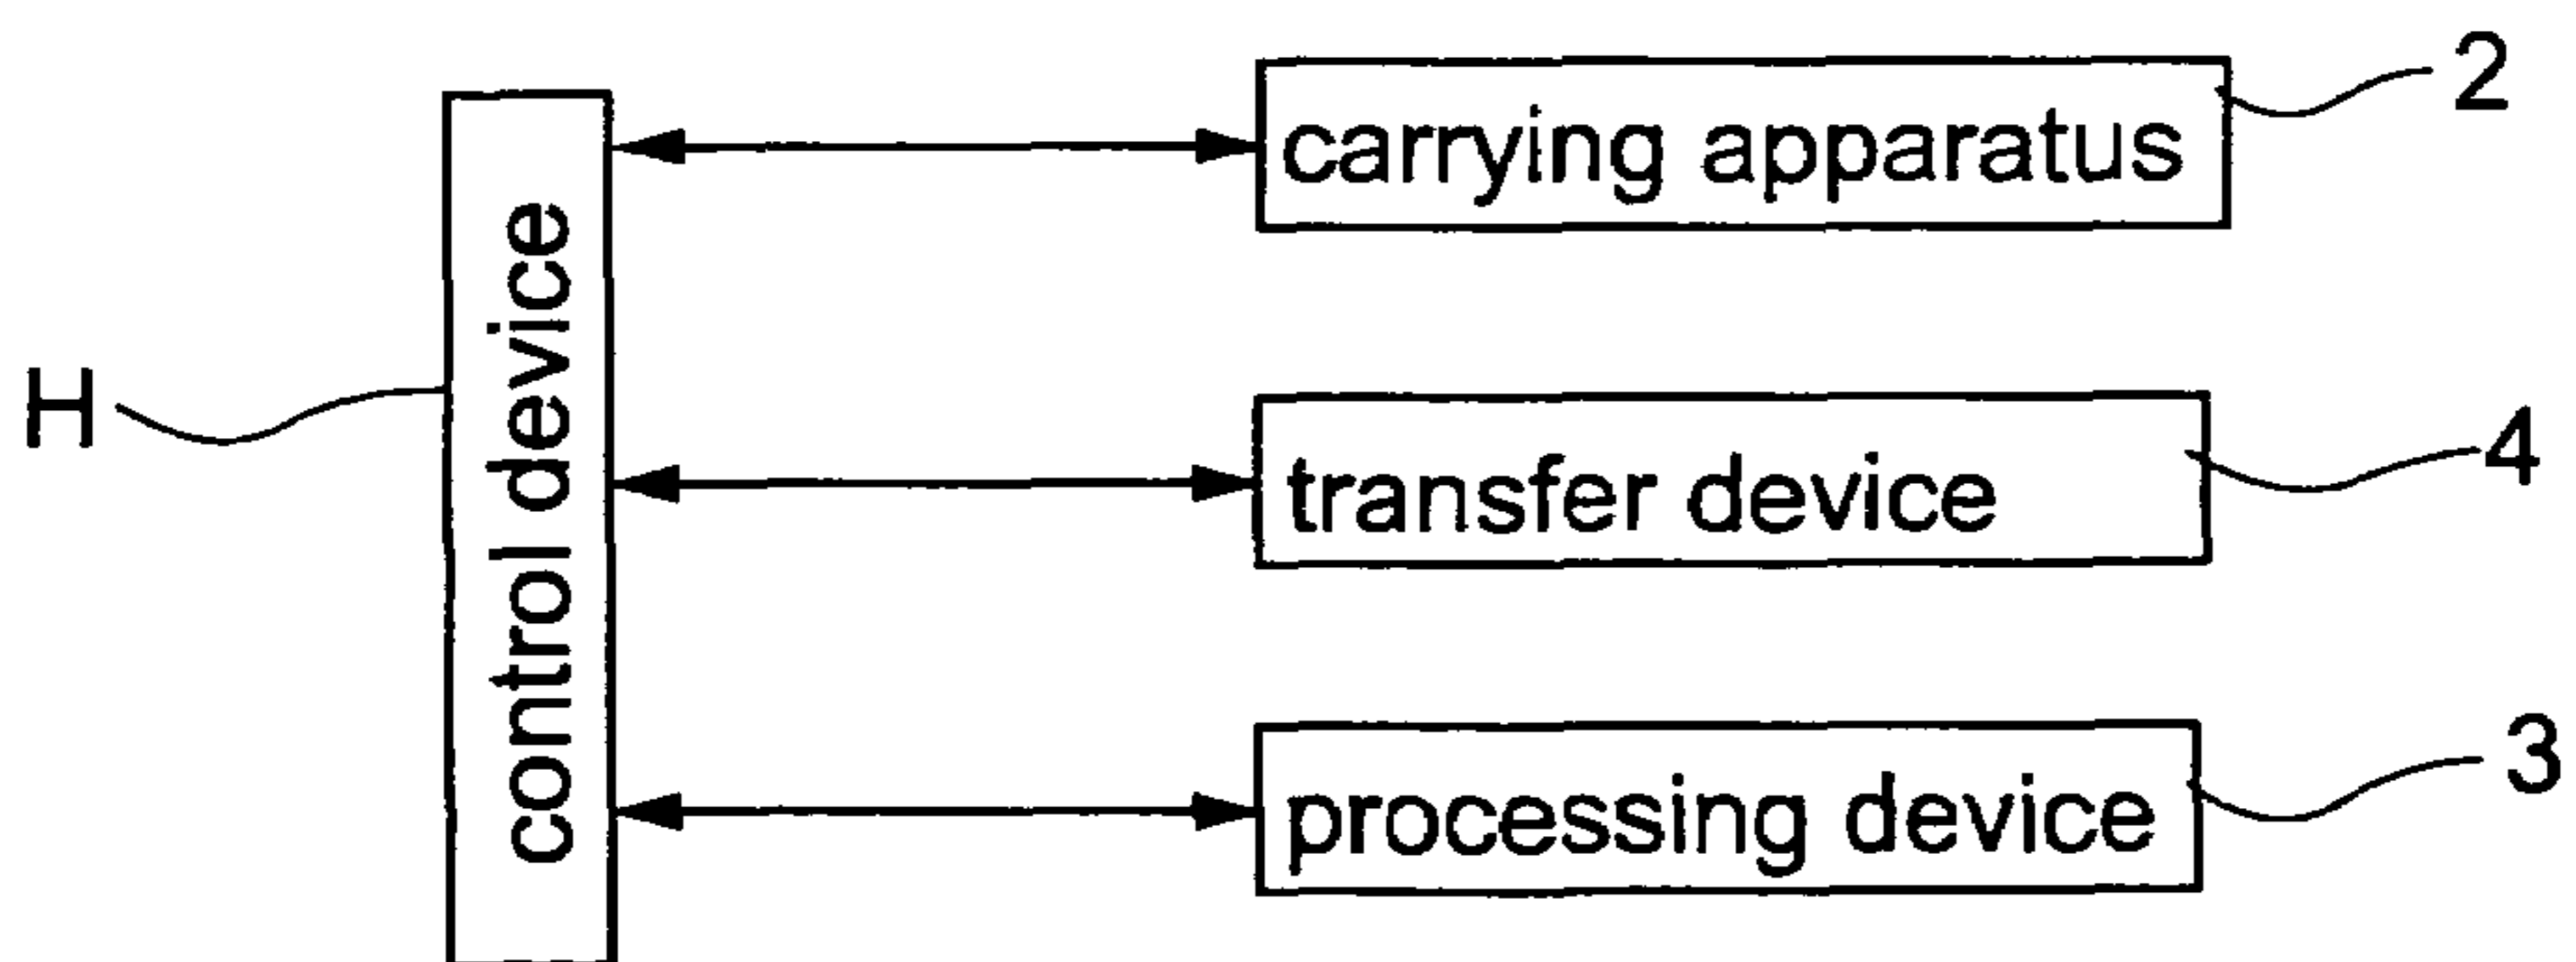 H
control device
carrying apparatus
2
transfer device
4
processing device
3